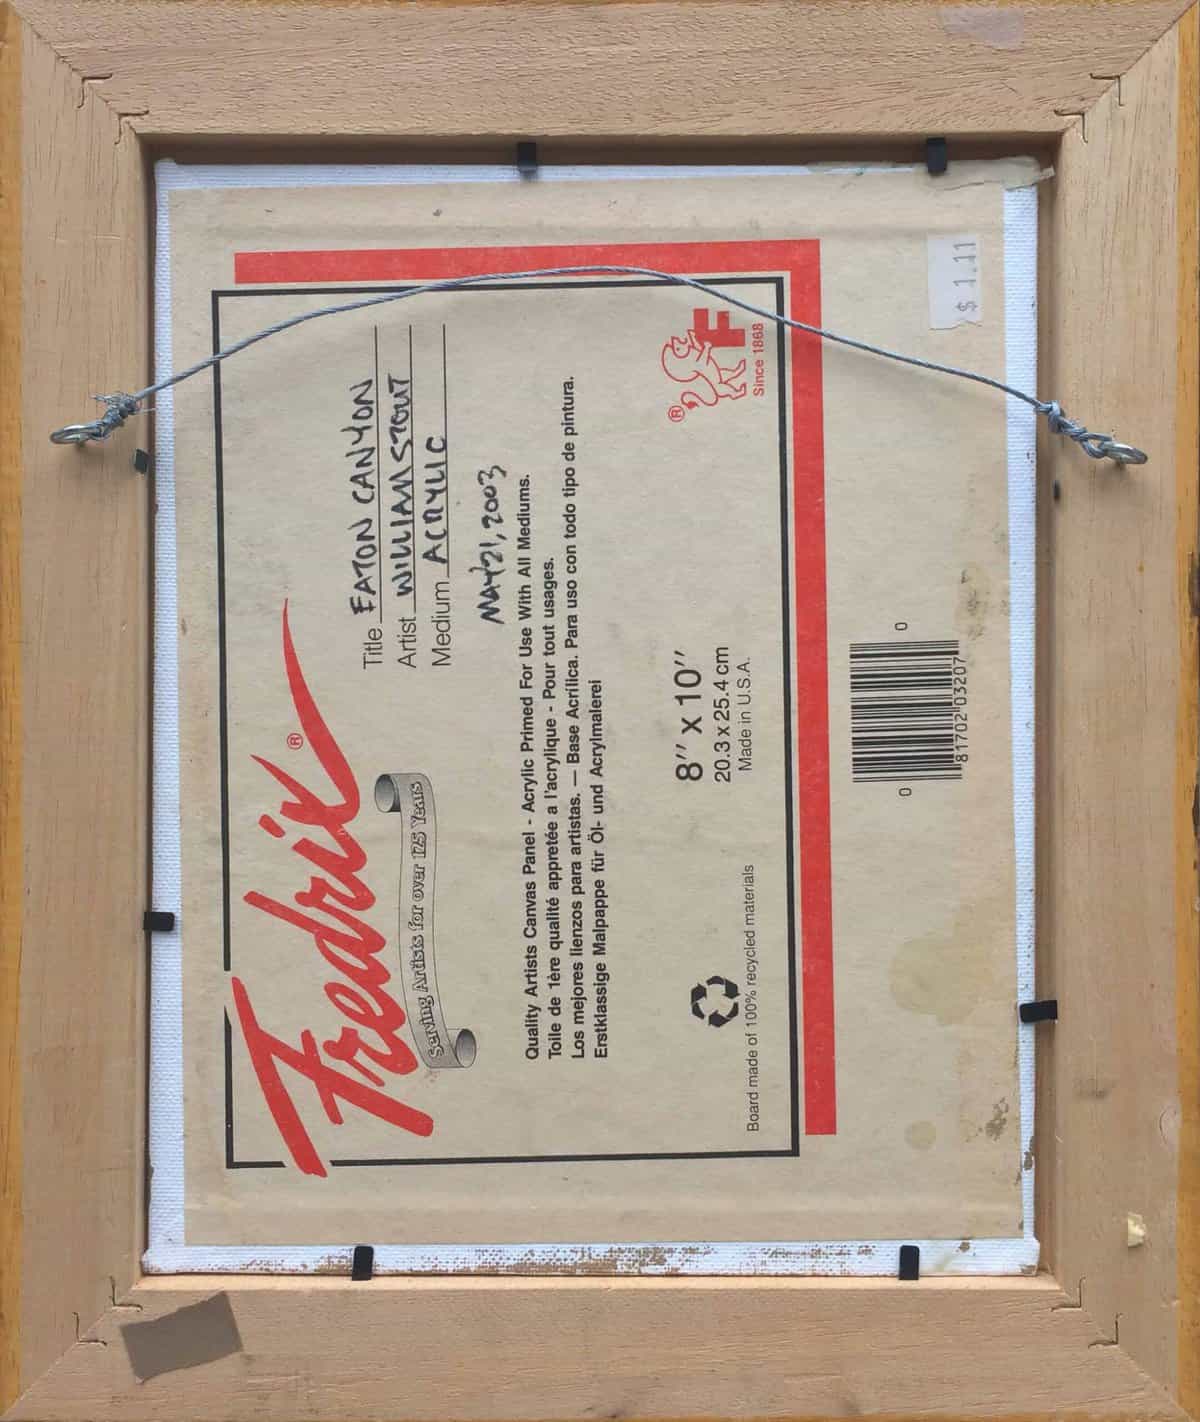 Fredrix®
Serving Artists for over 125 Years
Title EATON CANYON
Artist WILLIAM STOUT
Medium ACRYLIC
MAY 21, 2003
Quality Artists Canvas Panel - Acrylic Primed For Use With All Mediums.
Toile de 1ère qualité appretée a l'acrylique - Pour tout usages.
Los mejores llenzos para artistas. — Base Acrílica. Para uso con todo tipo de pintura.
Erstklassige Malpappe für Öl- und Acrylmalerei
8" x 10"
20.3 x 25.4 cm
Made in U.S.A.
Board made of 100% recycled materials
® F
Since 1868
0 81702 03207 0
$ 1.11